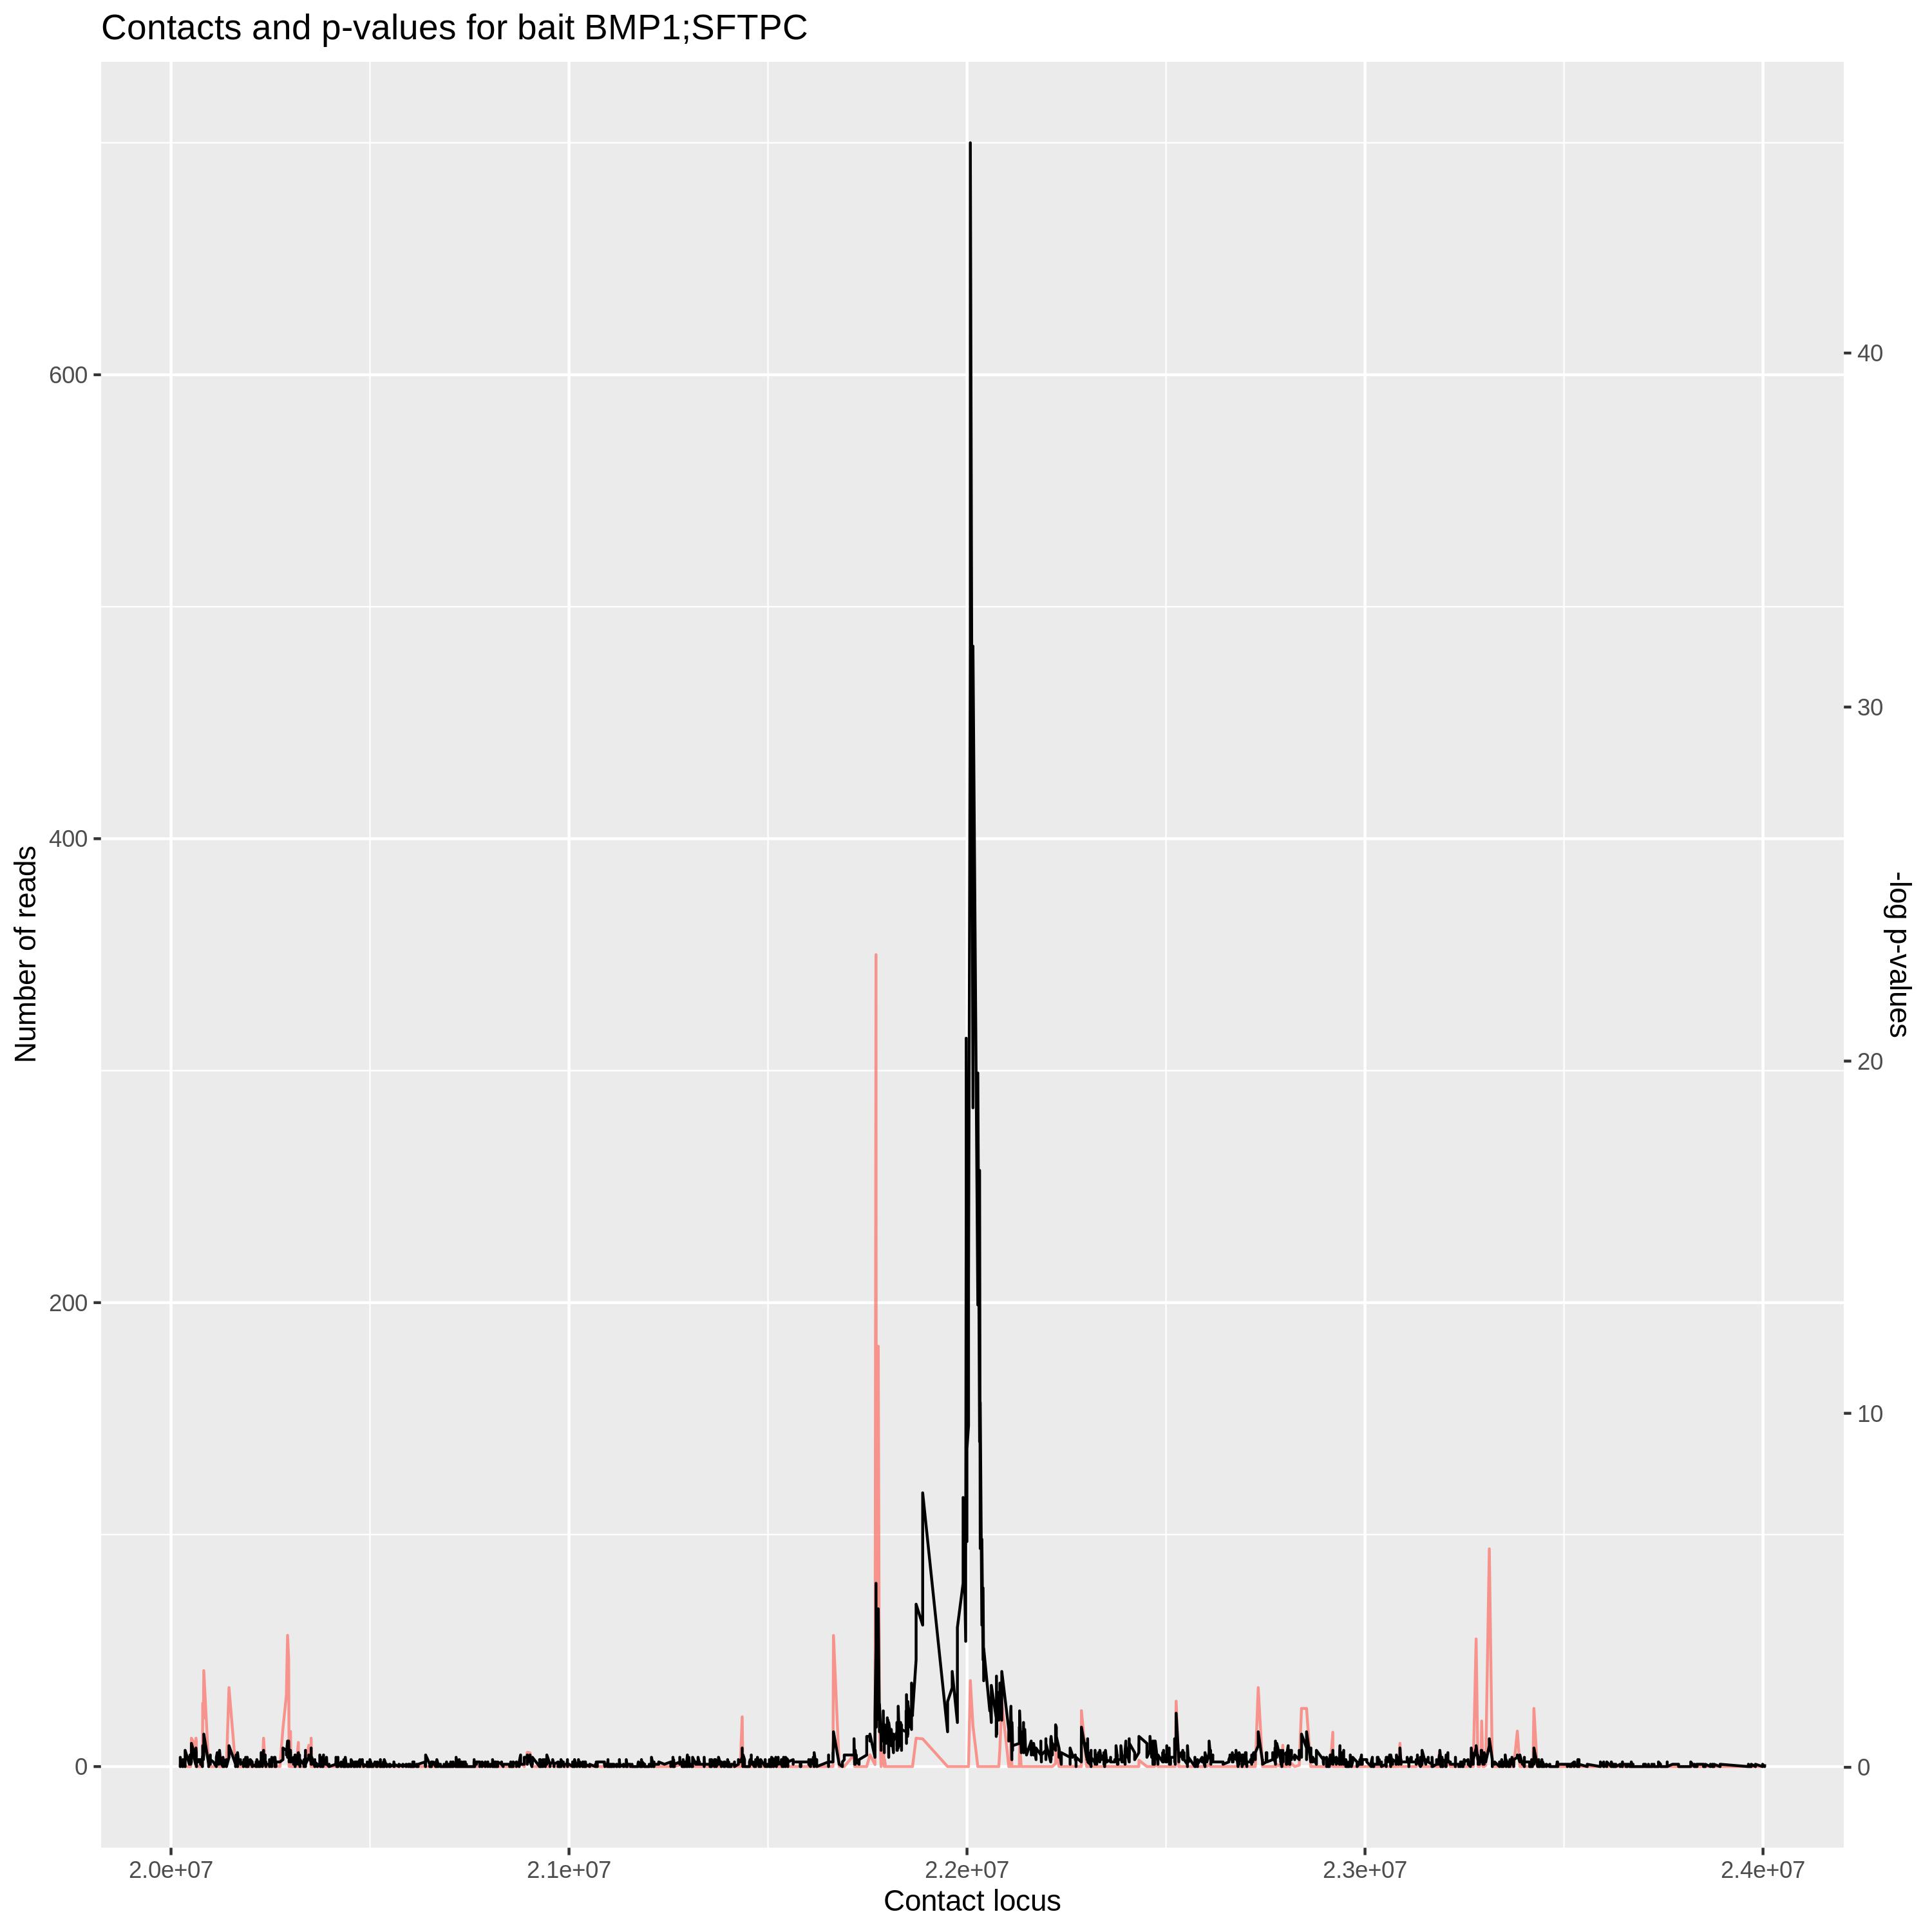 Contacts and p-values for bait BMP1;SFTPC
Number of reads
600
400
200
0
40
30
20
10
0
-log p-values
2.0e+07
2.1e+07
2.2e+07
2.3e+07
2.4e+07
Contact locus